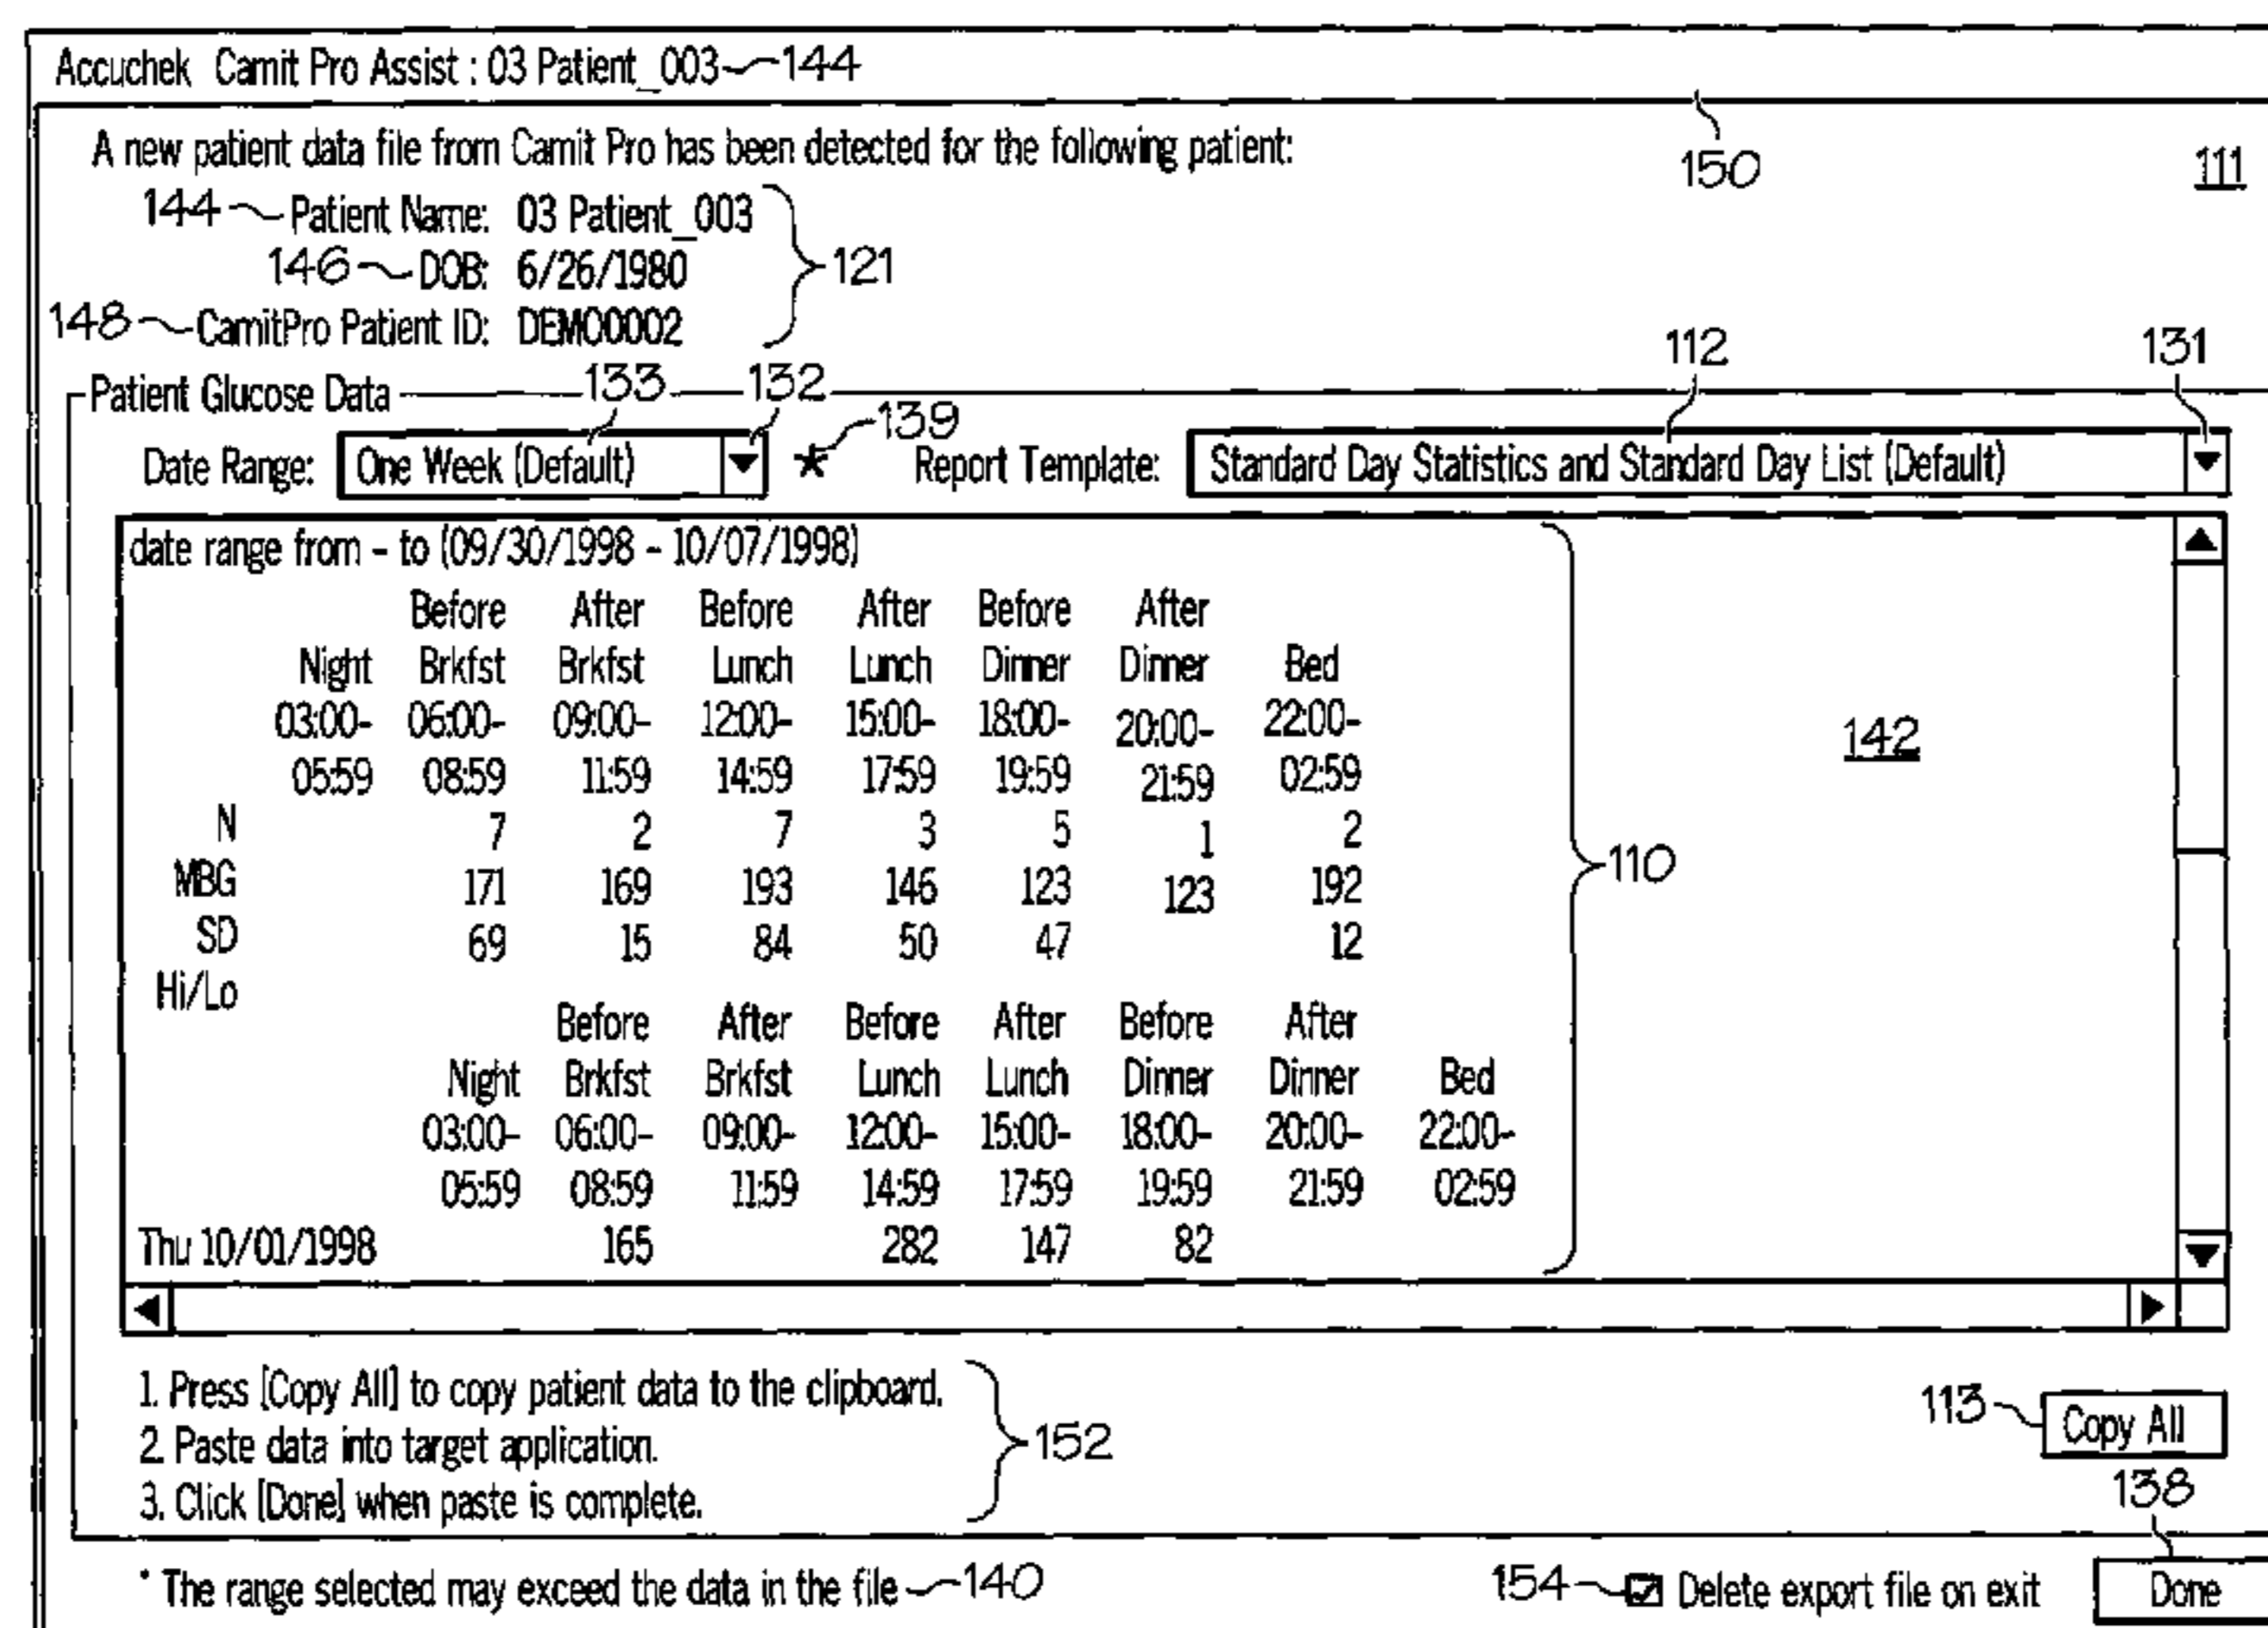 Accuchek Camit Pro Assist : 03 Patient_003 144
A new patient data file from Camit Pro has been detected for the following patient:
150
111
144 Patient Name: 03 Patient_003
146 DOB: 6/26/1980 121
148 CamitPro Patient ID: DEMO0002
112 131
Patient Glucose Data 133 132
139
Date Range: One Week (Default) * Report Template: Standard Day Statistics and Standard Day List (Default)
date range from - to (09/30/1998 - 10/07/1998)
Before After Before After Before After
Night Brkfst Brkfst Lunch Lunch Dinner Dinner Bed
03:00- 06:00- 09:00- 12:00- 15:00- 18:00- 20:00- 22:00-
142
05:59 08:59 11:59 14:59 17:59 19:59 21:59 02:59
N 7 2 7 3 5 1 2
110
MBG 171 169 193 146 123 123 192
SD 69 15 84 50 47 12
Hi/Lo
Before After Before After Before After
Night Brkfst Brkfst Lunch Lunch Dinner Dinner Bed
03:00- 06:00- 09:00- 12:00- 15:00- 18:00- 20:00- 22:00-
05:59 08:59 11:59 14:59 17:59 19:59 21:59 02:59
Thu 10/01/1998 165 282 147 82
1. Press [Copy All] to copy patient data to the clipboard.
113 Copy All
2. Paste data into target application. 152
3. Click [Done] when paste is complete.
138
* The range selected may exceed the data in the file 140
154 Delete export file on exit Done